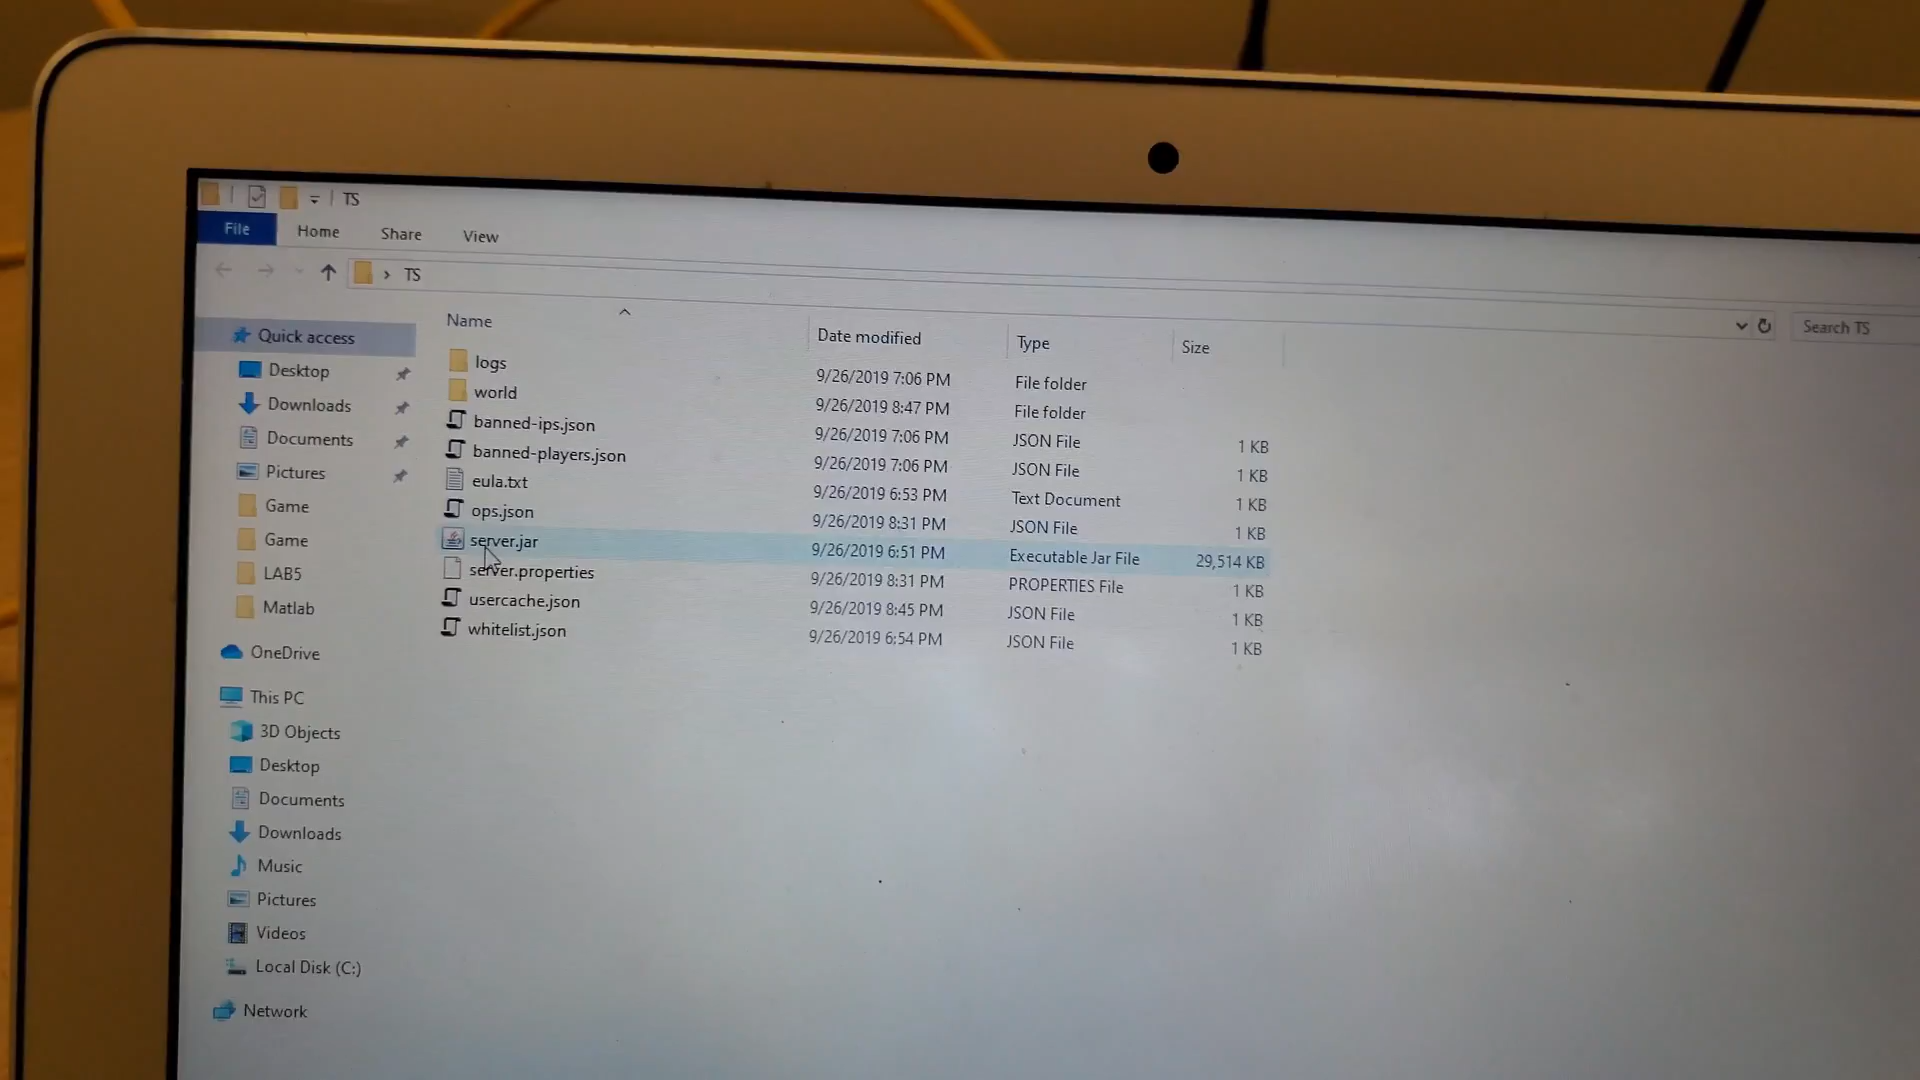 TS
File Home Share View
TS
Search TS
Name Date modified Type Size
logs 9/26/2019 7:06 PM File folder
world 9/26/2019 8:47 PM File folder
banned-ips.json 9/26/2019 7:06 PM JSON File 1 KB
banned-players.json 9/26/2019 7:06 PM JSON File 1 KB
eula.txt 9/26/2019 6:53 PM Text Document 1 KB
ops.json 9/26/2019 8:31 PM JSON File 1 KB
server.jar 9/26/2019 6:51 PM Executable Jar File 29,514 KB
server.properties 9/26/2019 8:31 PM PROPERTIES File 1 KB
usercache.json 9/26/2019 8:45 PM JSON File 1 KB
whitelist.json 9/26/2019 6:54 PM JSON File 1 KB
Quick access
Desktop
Downloads
Documents
Pictures
Game
Game
LAB5
Matlab
OneDrive
This PC
3D Objects
Desktop
Documents
Downloads
Music
Pictures
Videos
Local Disk (C:)
Network